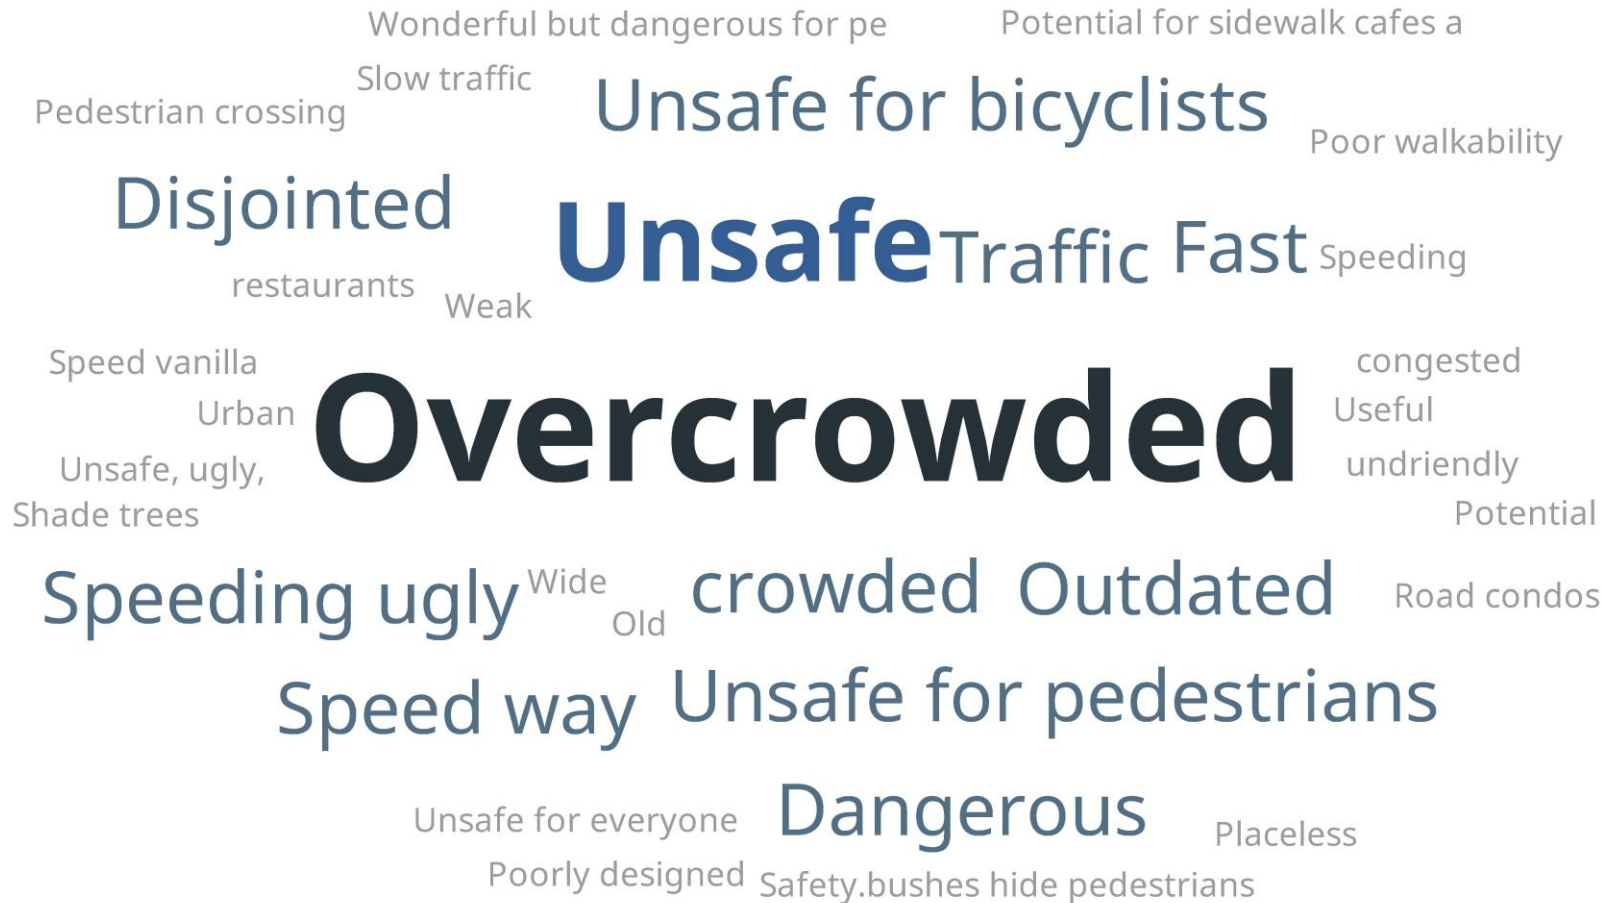 Wonderful but dangerous for pe
Potential for sidewalk cafes a
Slow traffic
Unsafe for bicyclists
Pedestrian crossing
Poor walkability
Disjointed
Unsafe
Traffic
Fast
Speeding
restaurants
Weak
Speed vanilla
congested
Urban
Overcrowded
Useful
Unsafe, ugly,
undriendly
Shade trees
Potential
Speeding ugly
Wide
Old
crowded
Outdated
Road condos
Speed way
Unsafe for pedestrians
Unsafe for everyone
Dangerous
Placeless
Poorly designed
Safety.bushes hide pedestrians